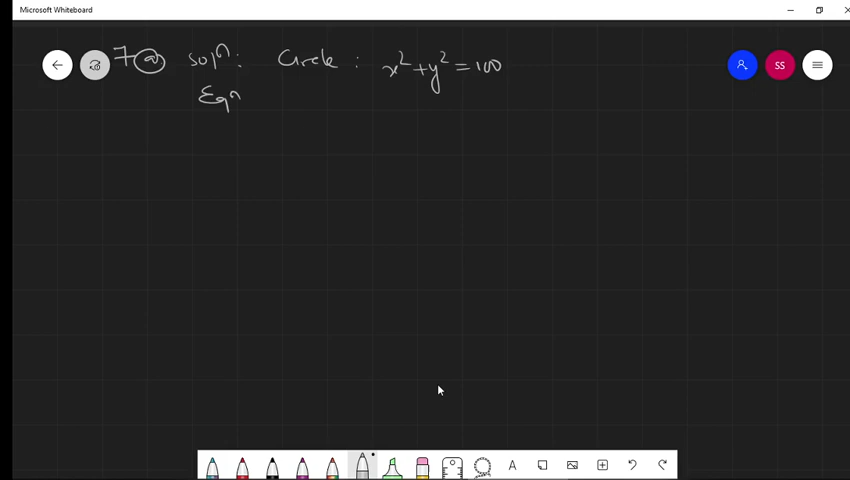 Microsoft Whiteboard
7 a Solⁿ: Circle : x² + y² = 100
Eqn
SS
A